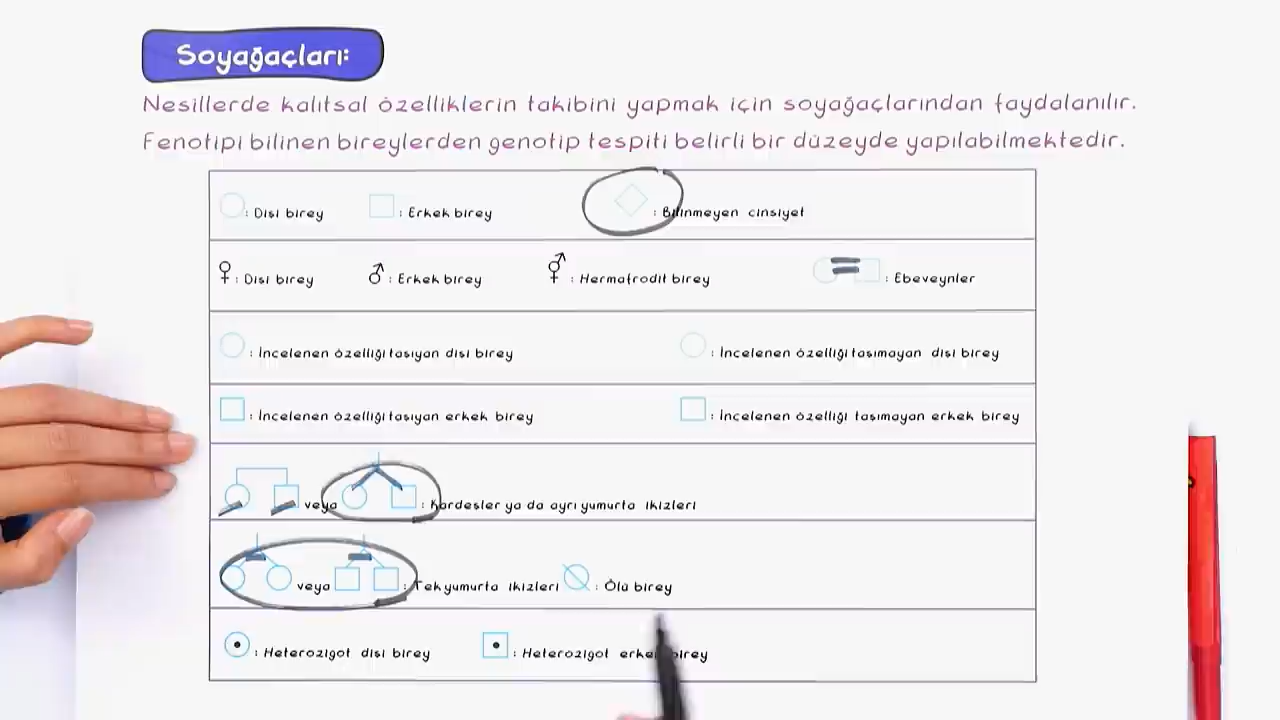 Soyağaçları:
Nesillerde kalıtsal özelliklerin takibini yapmak için soyağaçlarından faydalanılır.
Fenotipi bilinen bireylerden genotip tespiti belirli bir düzeyde yapılabilmektedir.
: Dişi birey : Erkek birey : Bilinmeyen cinsiyet
♀ : Dişi birey ♂ : Erkek birey ⚥ : Hermafrodit birey : Ebeveynler
: İncelenen özelliği taşıyan dişi birey : İncelenen özelliği taşımayan dişi birey
: İncelenen özelliği taşıyan erkek birey : İncelenen özelliği taşımayan erkek birey
veya : Kardeşler ya da ayrı yumurta ikizleri
veya : Tek yumurta ikizleri : Ölü birey
: Heterozigot dişi birey : Heterozigot erkek birey